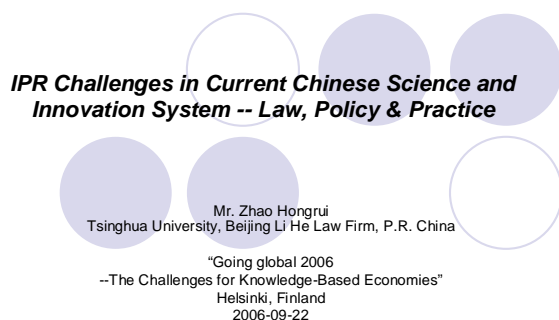 IPR Challenges in Current Chinese Science and
Innovation System -- Law, Policy & Practice
Mr. Zhao Hongrui
Tsinghua University, Beijing Li He Law Firm, P.R. China
“Going global 2006
--The Challenges for Knowledge-Based Economies”
Helsinki, Finland
2006-09-22